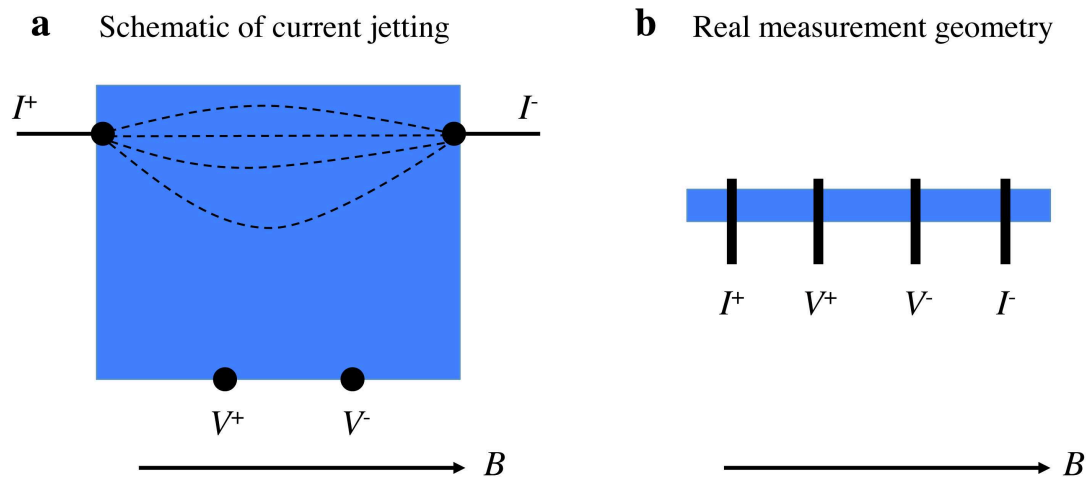 a Schematic of current jetting
I⁺ I⁻
V⁺ V⁻
B
b Real measurement geometry
I⁺ V⁺ V⁻ I⁻
B